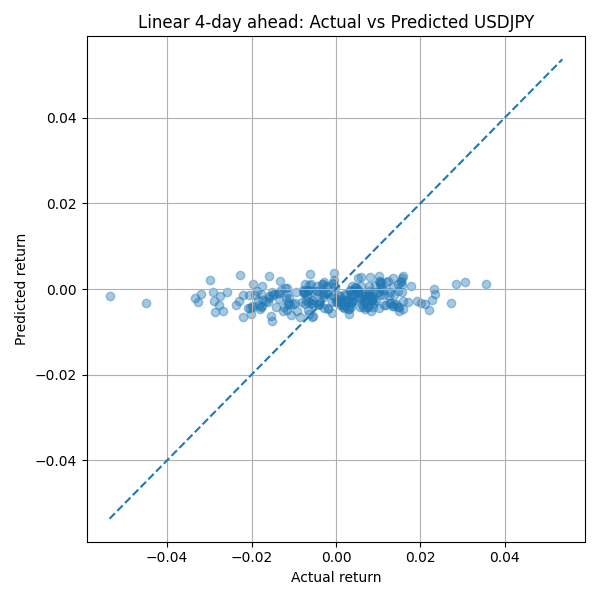 Linear 4-day ahead: Actual vs Predicted USDJPY
Predicted return
0.04
0.02
0.00
−0.02
−0.04
−0.04 −0.02 0.00 0.02 0.04
Actual return